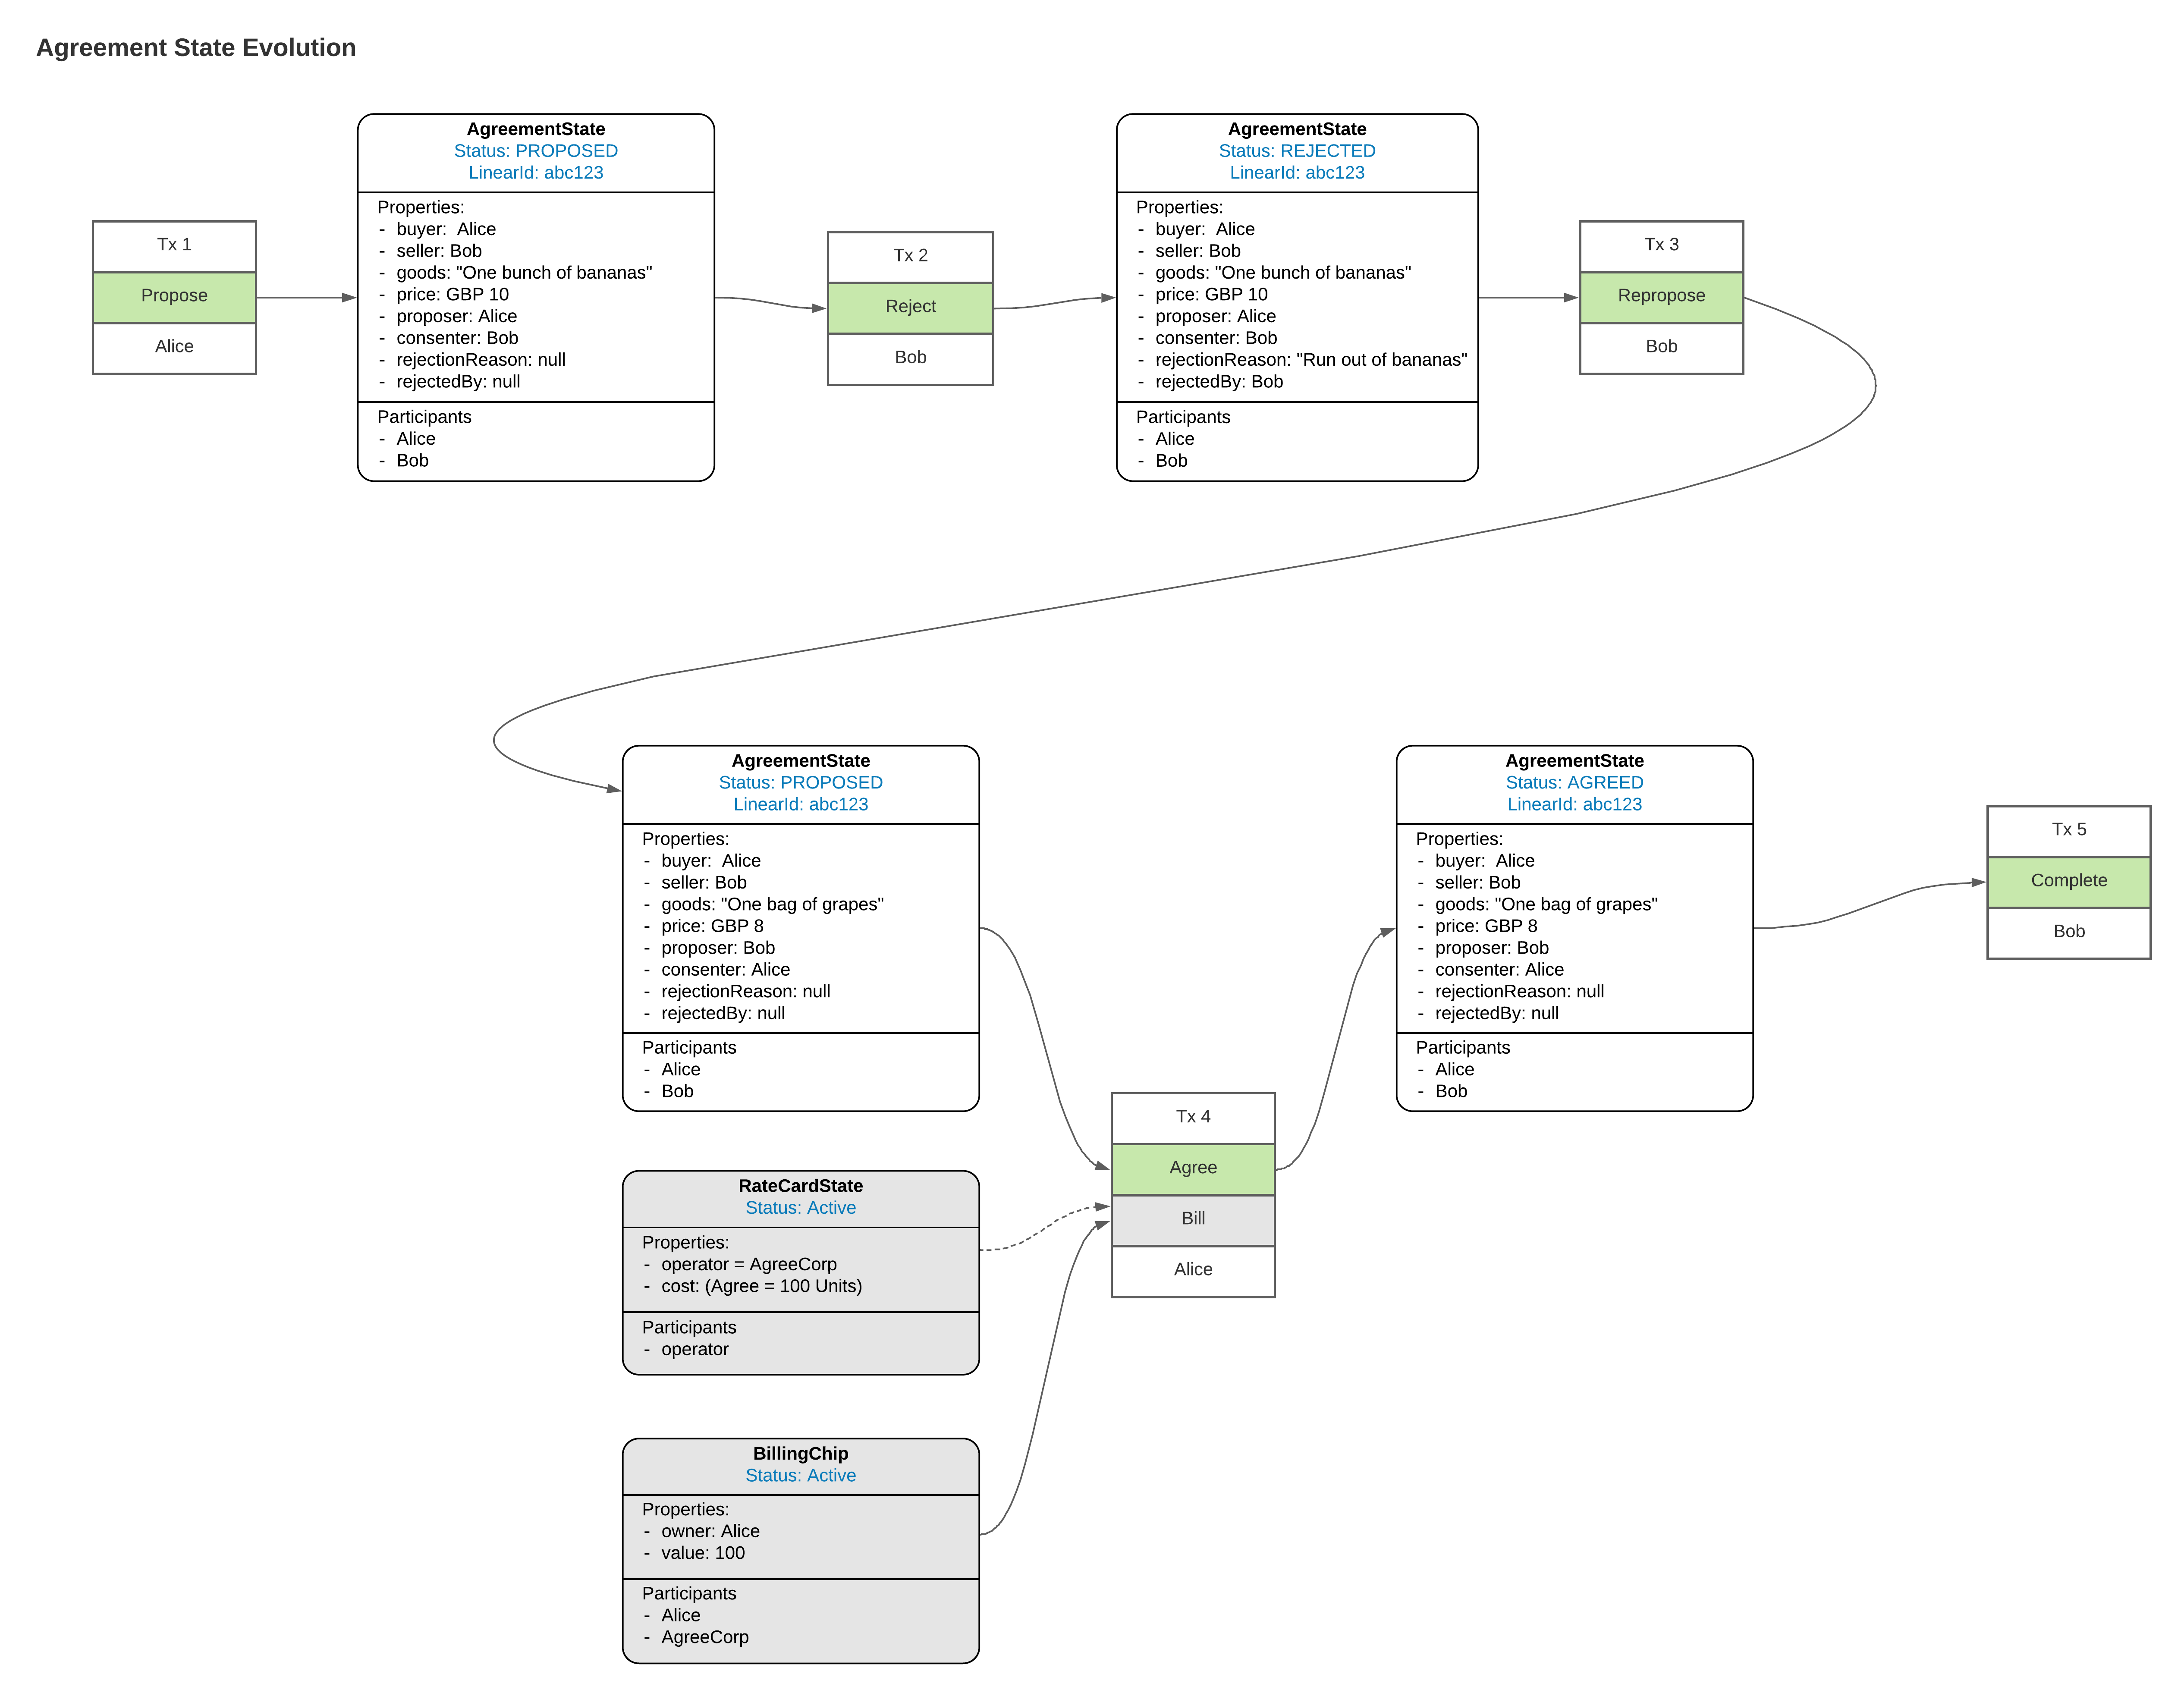 Agreement State Evolution
Tx 1
Propose
Alice
AgreementState
Status: PROPOSED
LinearId: abc123
Properties:
- buyer:  Alice
- seller: Bob
- goods: "One bunch of bananas"
- price: GBP 10
- proposer: Alice
- consenter: Bob
- rejectionReason: null
- rejectedBy: null
Participants
- Alice
- Bob
Tx 2
Reject
Bob
AgreementState
Status: REJECTED
LinearId: abc123
Properties:
- buyer:  Alice
- seller: Bob
- goods: "One bunch of bananas"
- price: GBP 10
- proposer: Alice
- consenter: Bob
- rejectionReason: "Run out of bananas"
- rejectedBy: Bob
Participants
- Alice
- Bob
Tx 3
Repropose
Bob
AgreementState
Status: PROPOSED
LinearId: abc123
Properties:
- buyer:  Alice
- seller: Bob
- goods: "One bag of grapes"
- price: GBP 8
- proposer: Bob
- consenter: Alice
- rejectionReason: null
- rejectedBy: null
Participants
- Alice
- Bob
RateCardState
Status: Active
Properties:
- operator = AgreeCorp
- cost: (Agree = 100 Units)
Participants
- operator
BillingChip
Status: Active
Properties:
- owner: Alice
- value: 100
Participants
- Alice
- AgreeCorp
Tx 4
Agree
Bill
Alice
AgreementState
Status: AGREED
LinearId: abc123
Properties:
- buyer:  Alice
- seller: Bob
- goods: "One bag of grapes"
- price: GBP 8
- proposer: Bob
- consenter: Alice
- rejectionReason: null
- rejectedBy: null
Participants
- Alice
- Bob
Tx 5
Complete
Bob